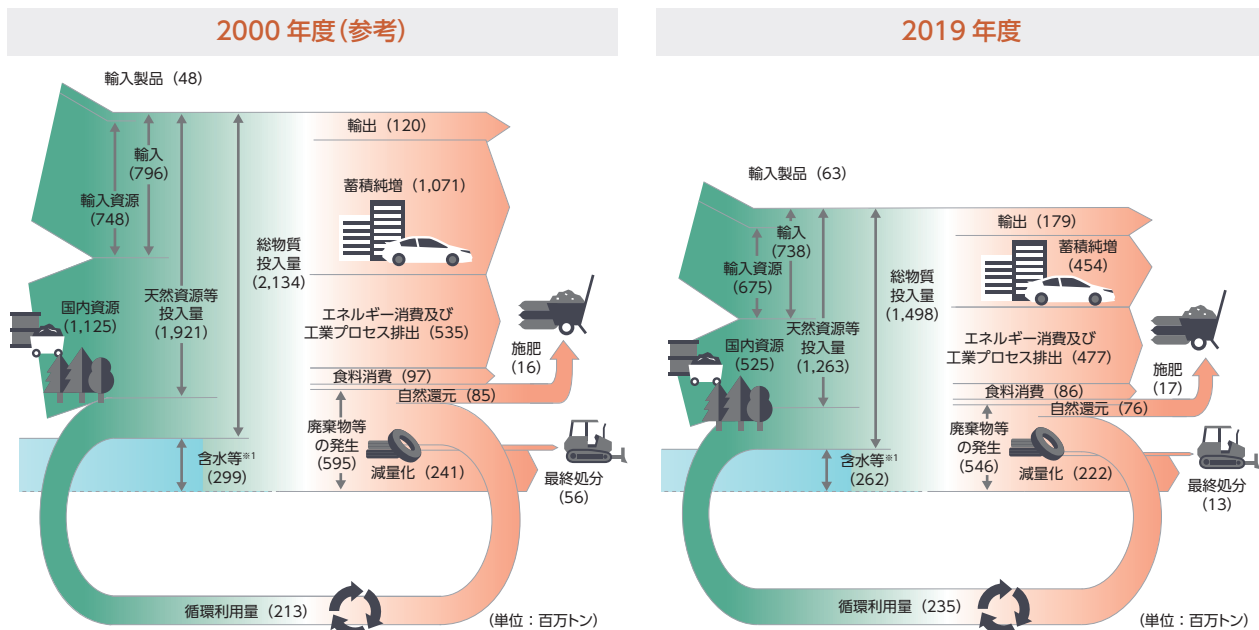 2000 年度(参考)
輸入製品（48）
輸出（120）
輸入
（796）
蓄積純増（1,071）
輸入資源
（748）
総物質
投入量
（2,134）
国内資源
（1,125）
天然資源等
投入量
（1,921）
エネルギー消費及び
工業プロセス排出（535）
施肥
（16）
食料消費（97）
自然還元（85）
廃棄物等
の発生
（595）
含水等※1
（299）
減量化（241）
最終処分
（56）
循環利用量（213）
（単位：百万トン）
2019 年度
輸入製品（63）
輸出（179）
輸入
（738）
蓄積純増
（454）
輸入資源
（675）
総物質
投入量
（1,498）
天然資源等
投入量
（1,263）
国内資源
（525）
エネルギー消費及び
工業プロセス排出（477）
施肥
（17）
食料消費（86）
自然還元（76）
廃棄物等
の発生
（546）
含水等※1
（262）
減量化（222）
最終処分
（13）
循環利用量（235）
（単位：百万トン）